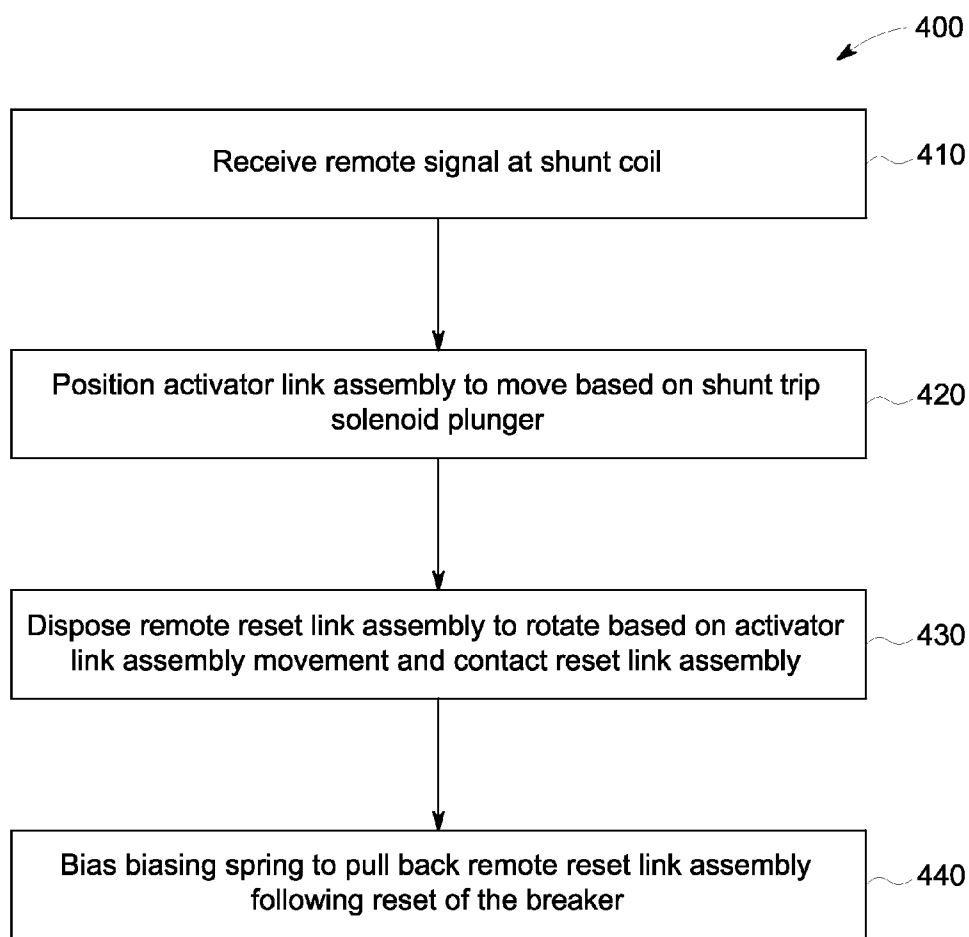 400
Receive remote signal at shunt coil
410
Position activator link assembly to move based on shunt trip
solenoid plunger
420
Dispose remote reset link assembly to rotate based on activator
link assembly movement and contact reset link assembly
430
Bias biasing spring to pull back remote reset link assembly
following reset of the breaker
440